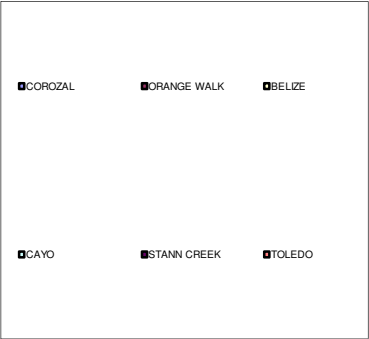 COROZAL
ORANGE WALK
BELIZE
CAYO
STANN CREEK
TOLEDO